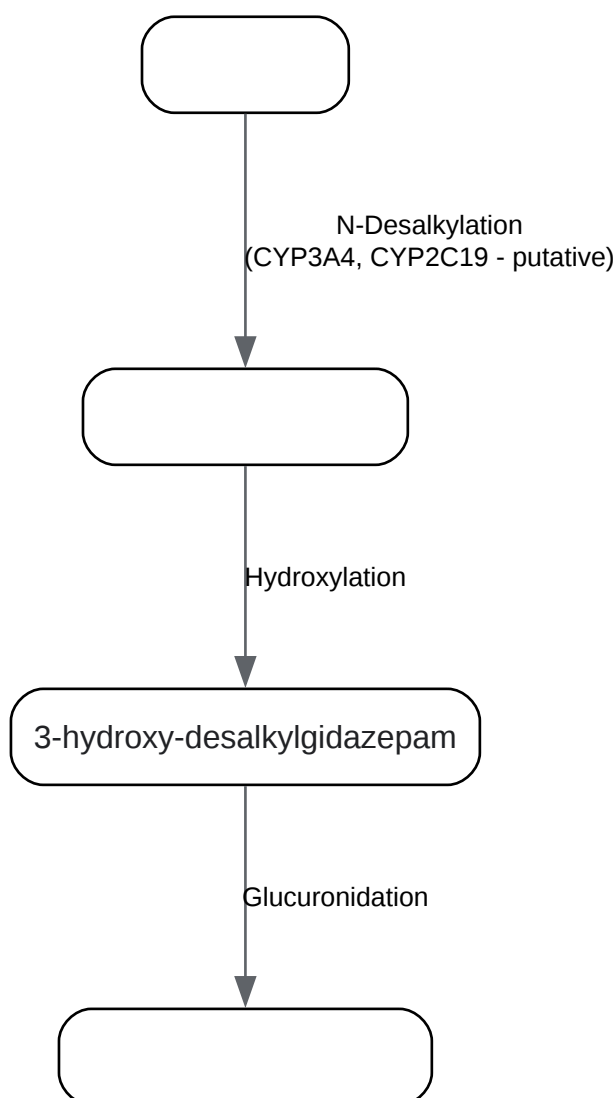 N-Desalkylation
(CYP3A4, CYP2C19 - putative)
Hydroxylation
3-hydroxy-desalkylgidazepam
Glucuronidation